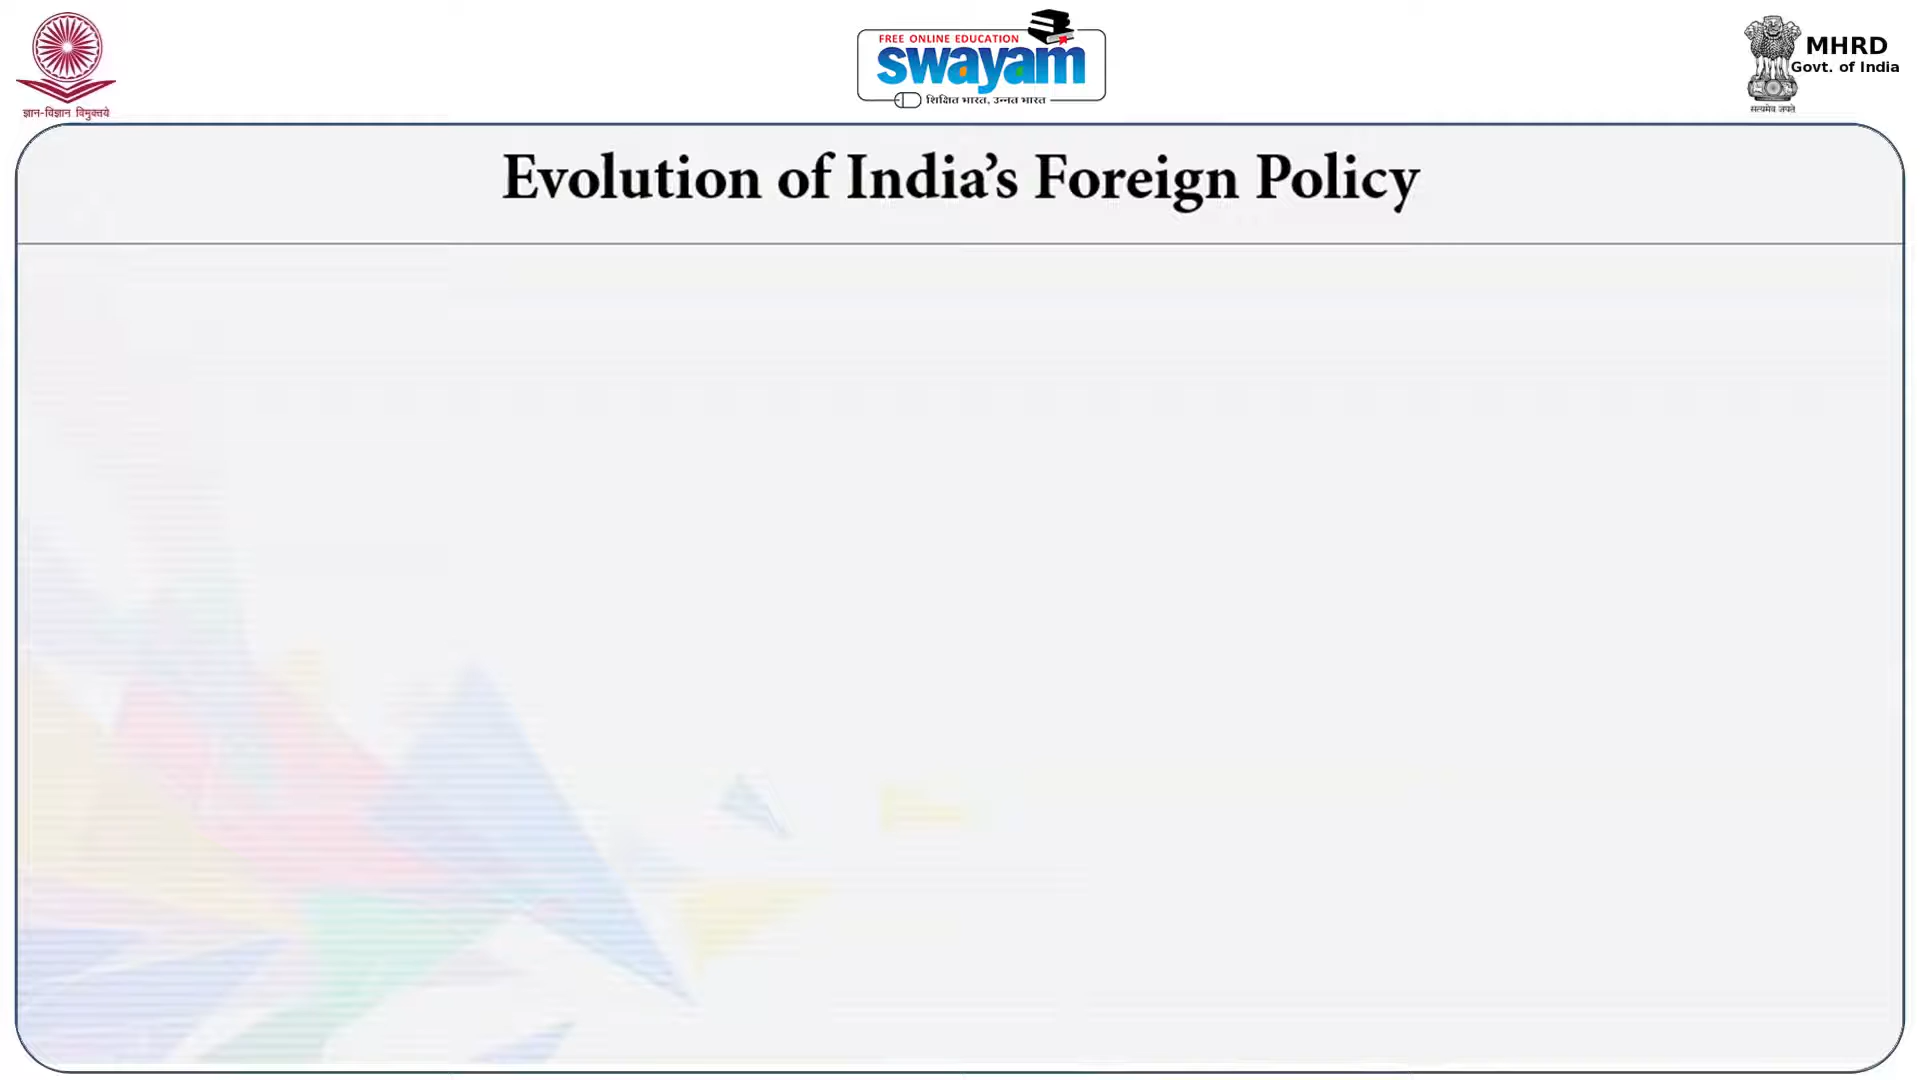 ज्ञान-विज्ञान विमुक्तये
FREE ONLINE EDUCATION
swayam
शिक्षित भारत, उन्नत भारत
MHRD
Govt. of India
सत्यमेव जयते
Evolution of India’s Foreign Policy